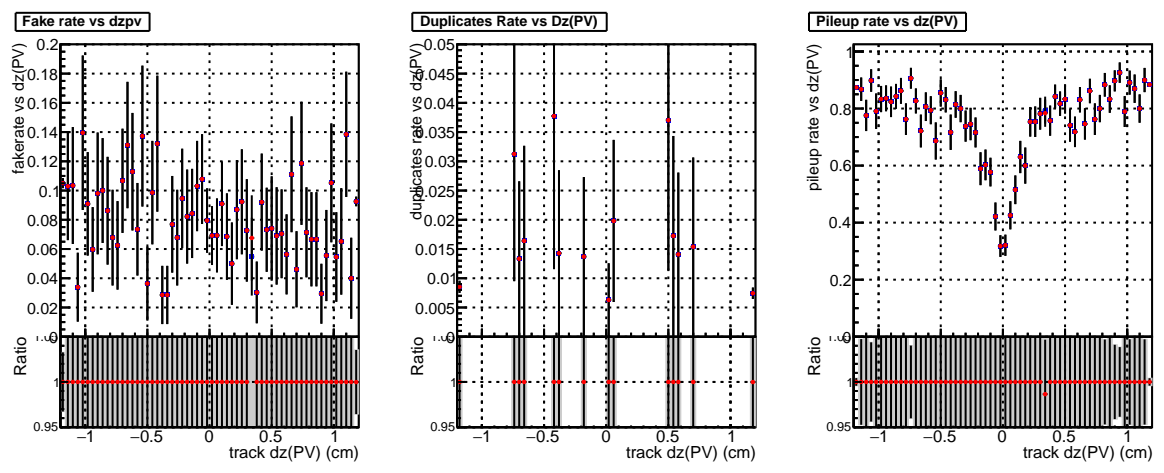 Fake rate vs dzpv
fakerate vs dz(PV)
0.2
0.18
0.16
0.14
0.12
0.1
0.08
0.06
0.04
0.02
0
Ratio
1
0.95
−1 −0.5 0 0.5 1
track dz(PV) (cm)
Duplicates Rate vs Dz(PV)
duplicates rate vs dz(PV)
0.05
0.045
0.04
0.035
0.03
0.025
0.02
0.015
0.01
0.005
0
Ratio
1
0.95
−1 −0.5 0 0.5 1
track dz(PV) (cm)
Pileup rate vs dz(PV)
pileup rate vs dz(PV)
1
0.8
0.6
0.4
0.2
0
Ratio
1
0.95
−1 −0.5 0 0.5 1
track dz(PV) (cm)